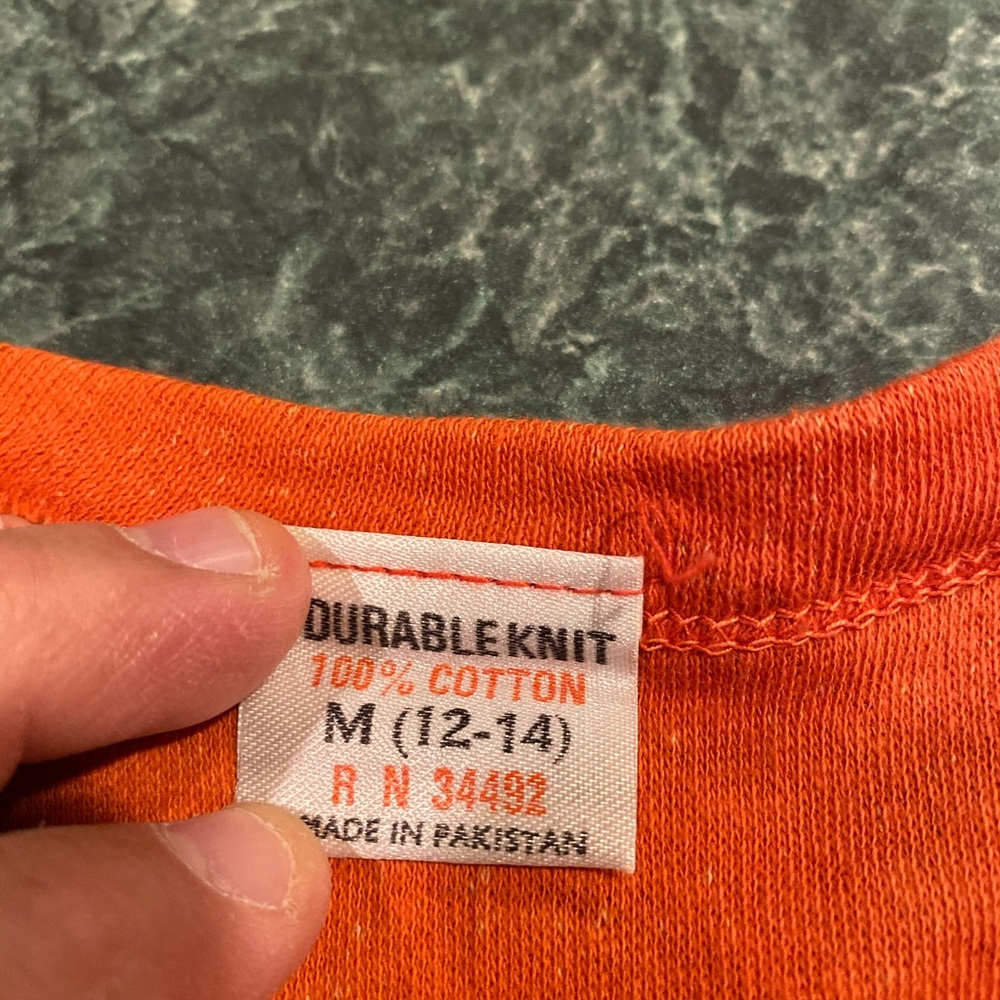 DURABLE KNIT
100% COTTON
M (12-14)
R N 34492
MADE IN PAKISTAN